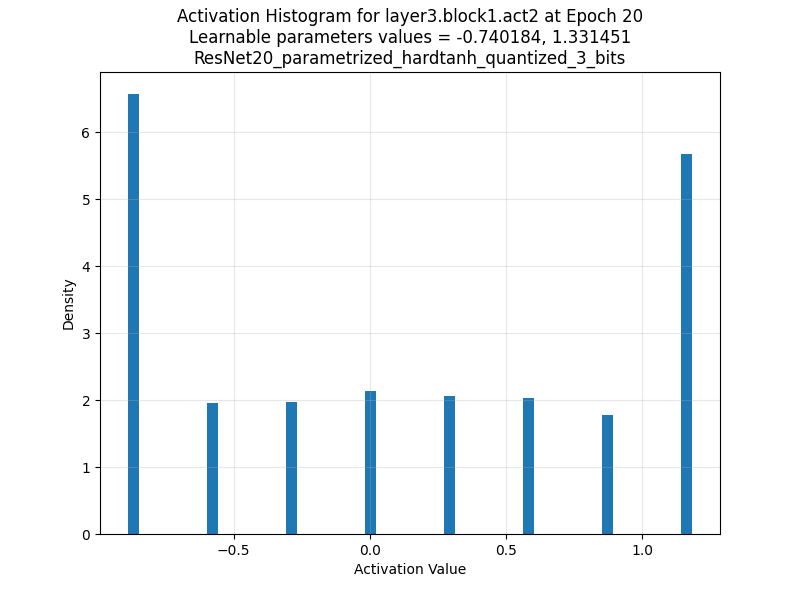 Activation Histogram for layer3.block1.act2 at Epoch 20
Learnable parameters values = -0.740184, 1.331451
ResNet20_parametrized_hardtanh_quantized_3_bits
Density
6
5
4
3
2
1
0
−0.5
0.0
0.5
1.0
Activation Value